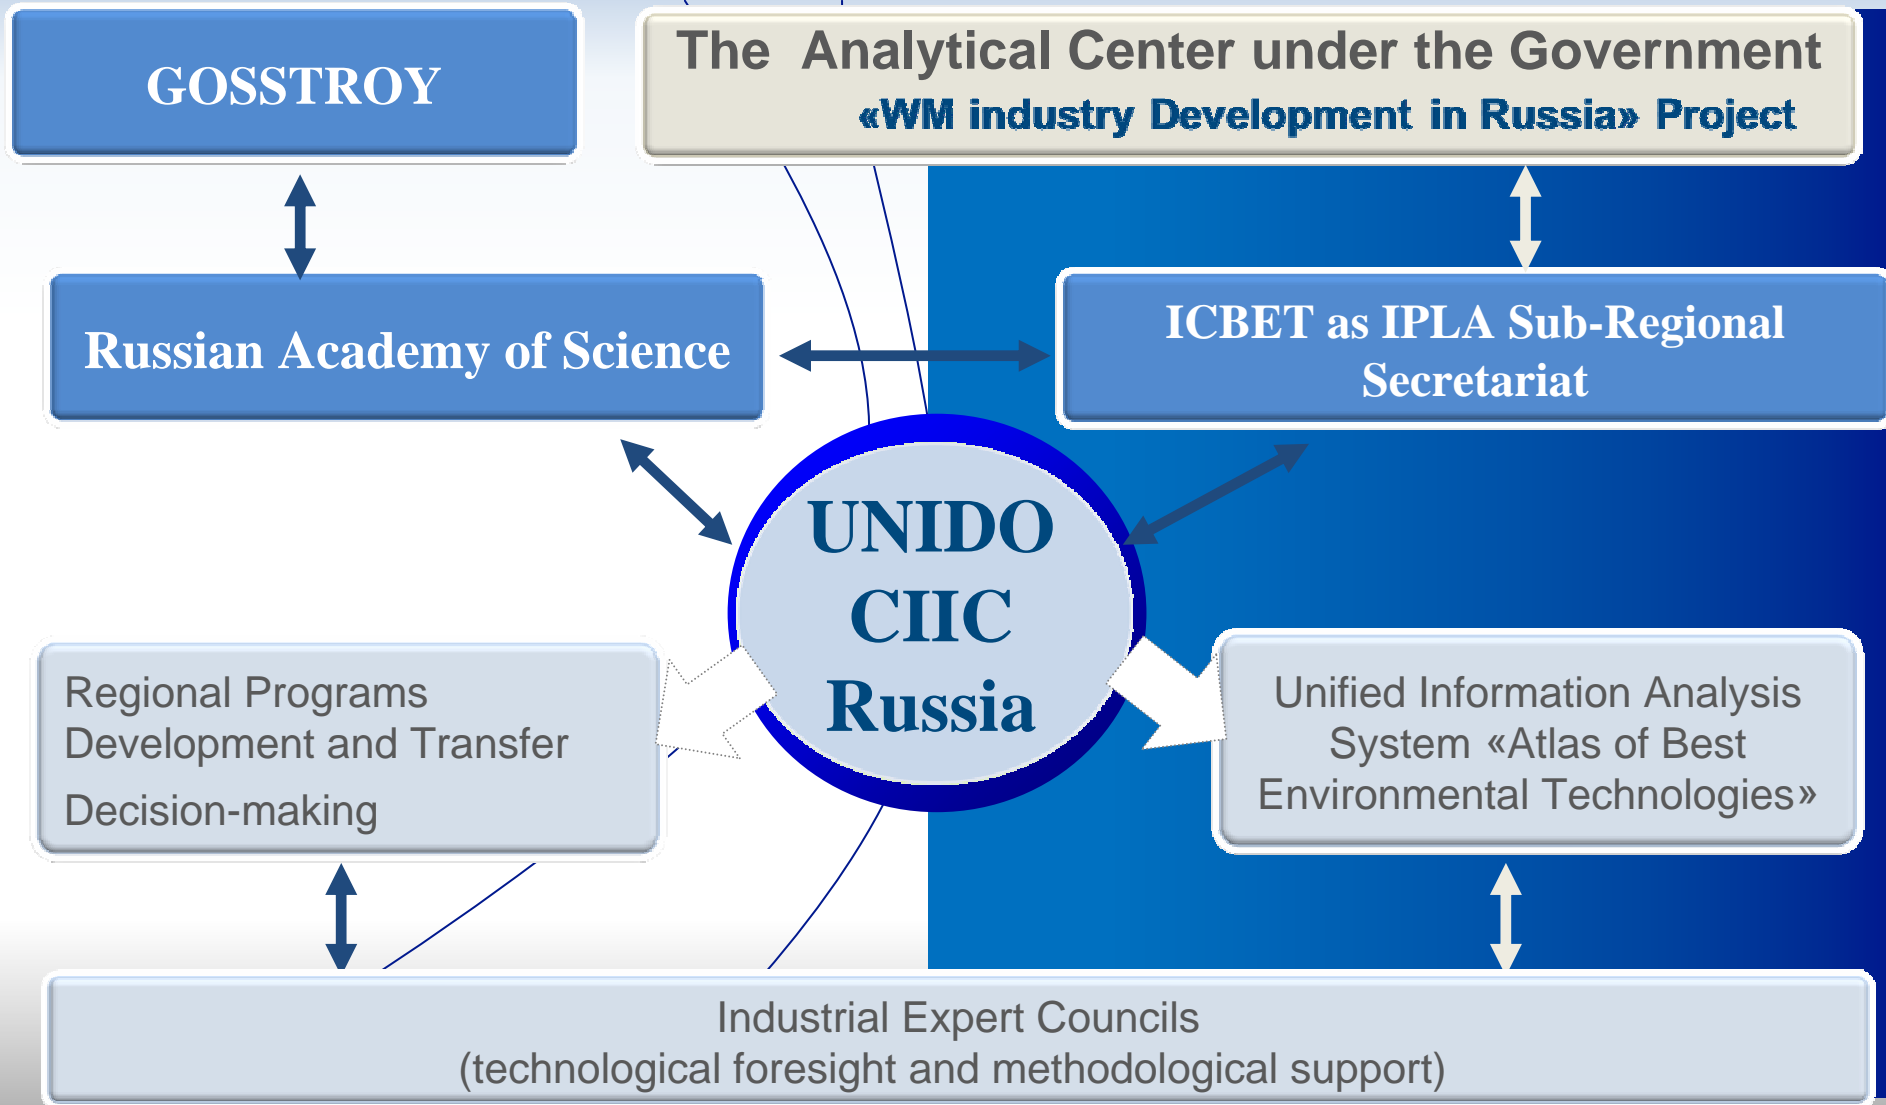 GOSSTROY
The Analytical Center under the Government
«WM industry Development in Russia» Project
Russian Academy of Science
ICBET as IPLA Sub-Regional
Secretariat
UNIDO
CIIC
Russia
Regional Programs
Development and Transfer
Decision-making
Unified Information Analysis
System «Atlas of Best
Environmental Technologies»
Industrial Expert Councils
(technological foresight and methodological support)